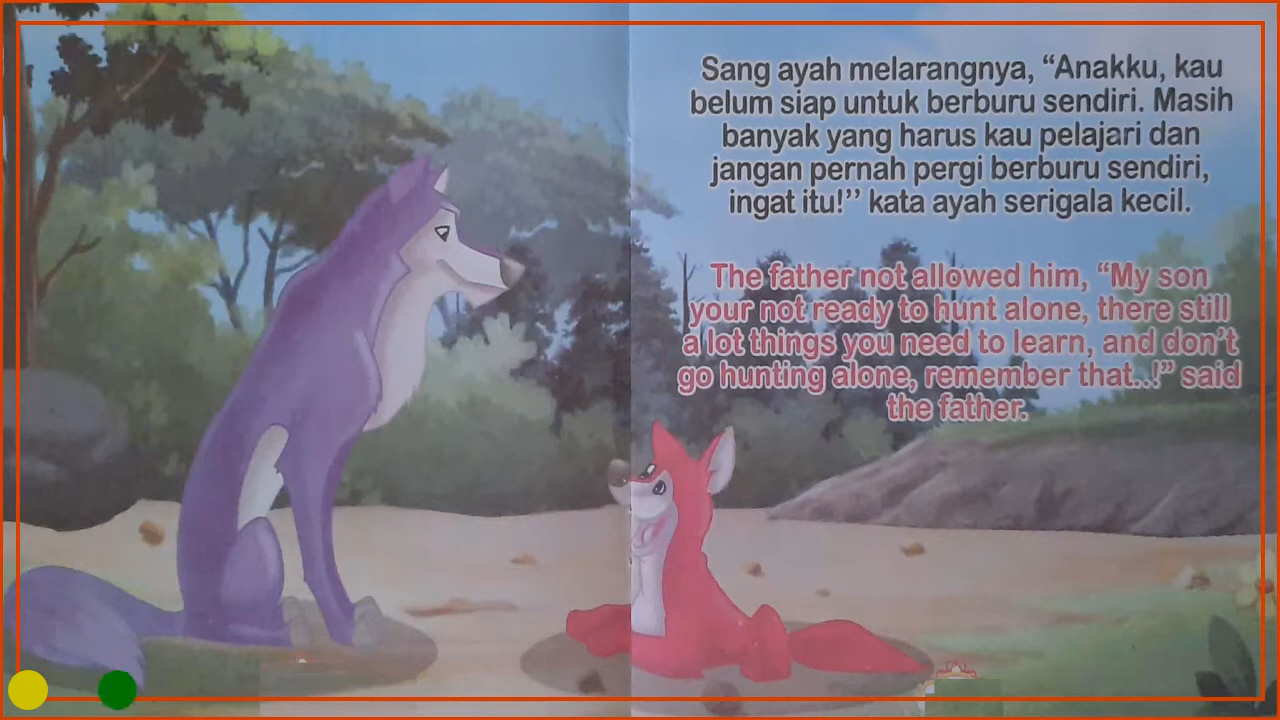 Sang ayah melarangnya, “Anakku, kau
belum siap untuk berburu sendiri. Masih
banyak yang harus kau pelajari dan
jangan pernah pergi berburu sendiri,
ingat itu!’’ kata ayah serigala kecil.
The father not allowed him, “My son
your not ready to hunt alone, there still
a lot things you need to learn, and don’t
go hunting alone, remember that..!” said
the father.